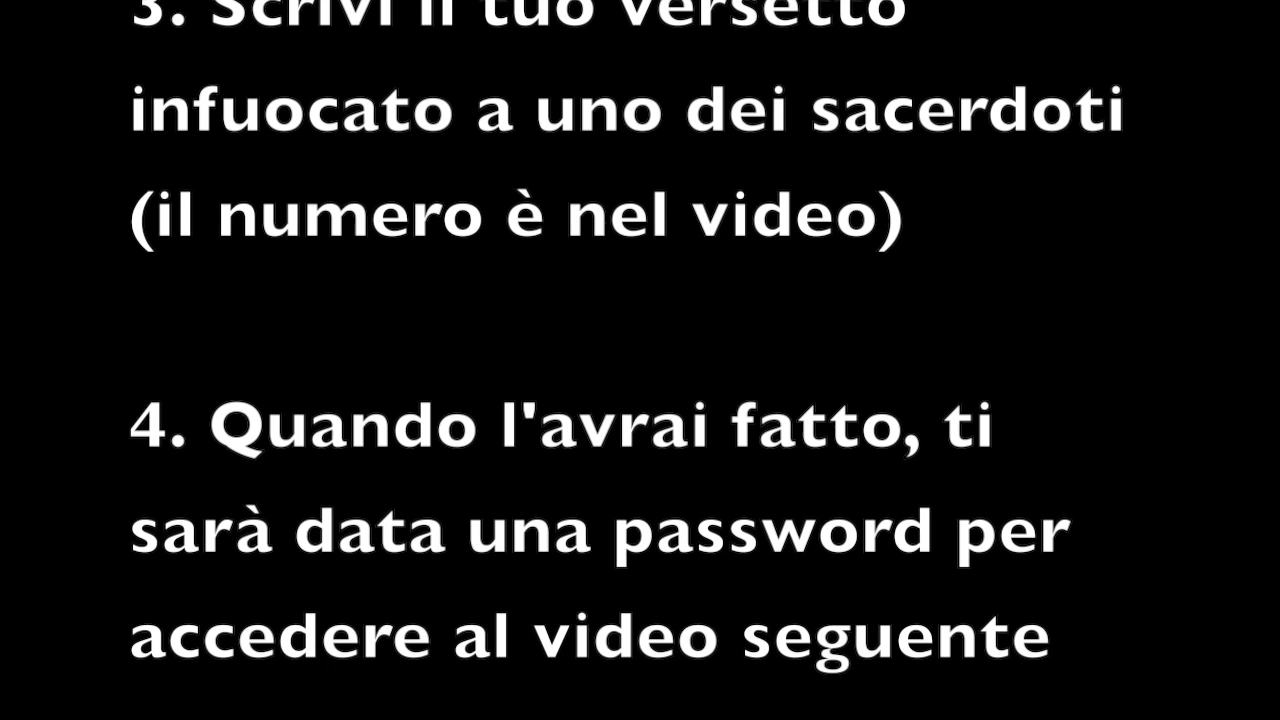 3. Scrivi il tuo versetto
infuocato a uno dei sacerdoti
(il numero è nel video)
4. Quando l'avrai fatto, ti
sarà data una password per
accedere al video seguente